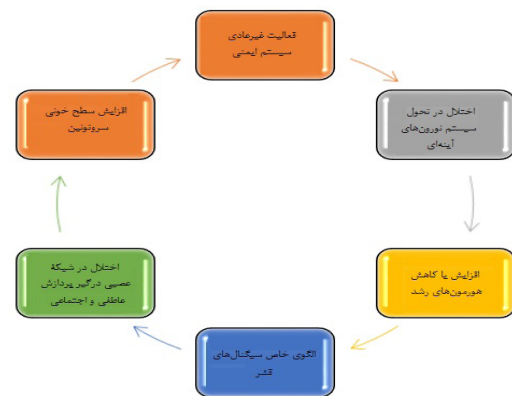 فعالیت غیرعادی
سیستم ایمنی
اختلال در تحول
سیستم نورون‌های
آینه‌ای
افزایش یا کاهش
هورمون‌های رشد
الگوی خاص سیگنال‌های
قشر
اختلال در شبکهٔ
عصبی درگیر پردازش
عاطفی و اجتماعی
افزایش سطح خونی
سروتونین